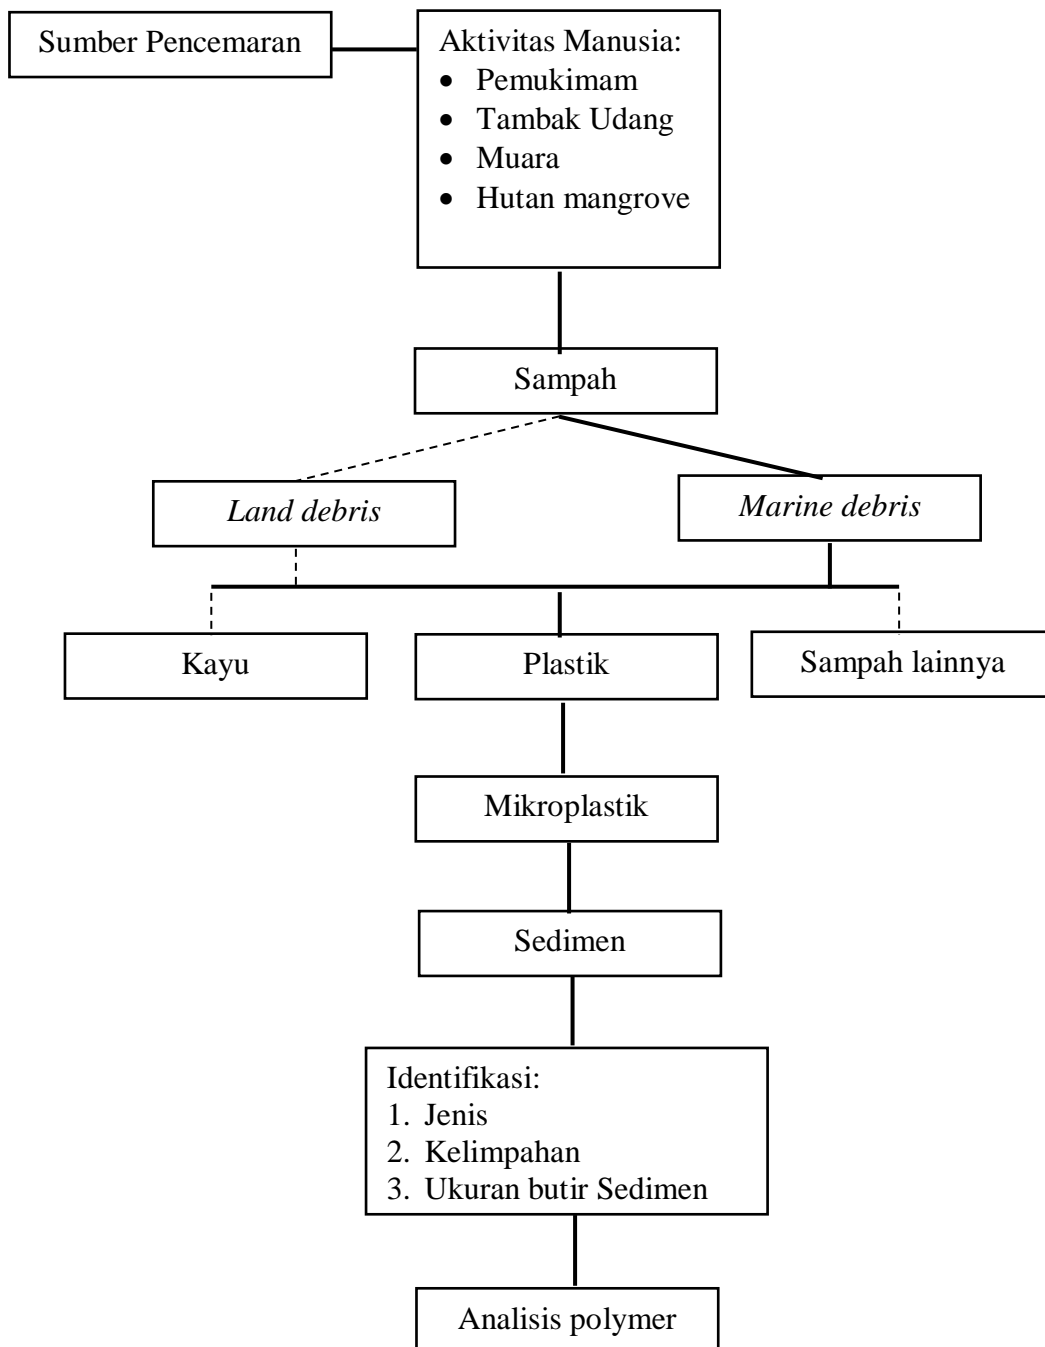 Sumber Pencemaran
Aktivitas Manusia:
• Pemukimam
• Tambak Udang
• Muara
• Hutan mangrove
Sampah
Land debris
Marine debris
Kayu
Plastik
Sampah lainnya
Mikroplastik
Sedimen
Identifikasi:
1. Jenis
2. Kelimpahan
3. Ukuran butir Sedimen
Analisis polymer